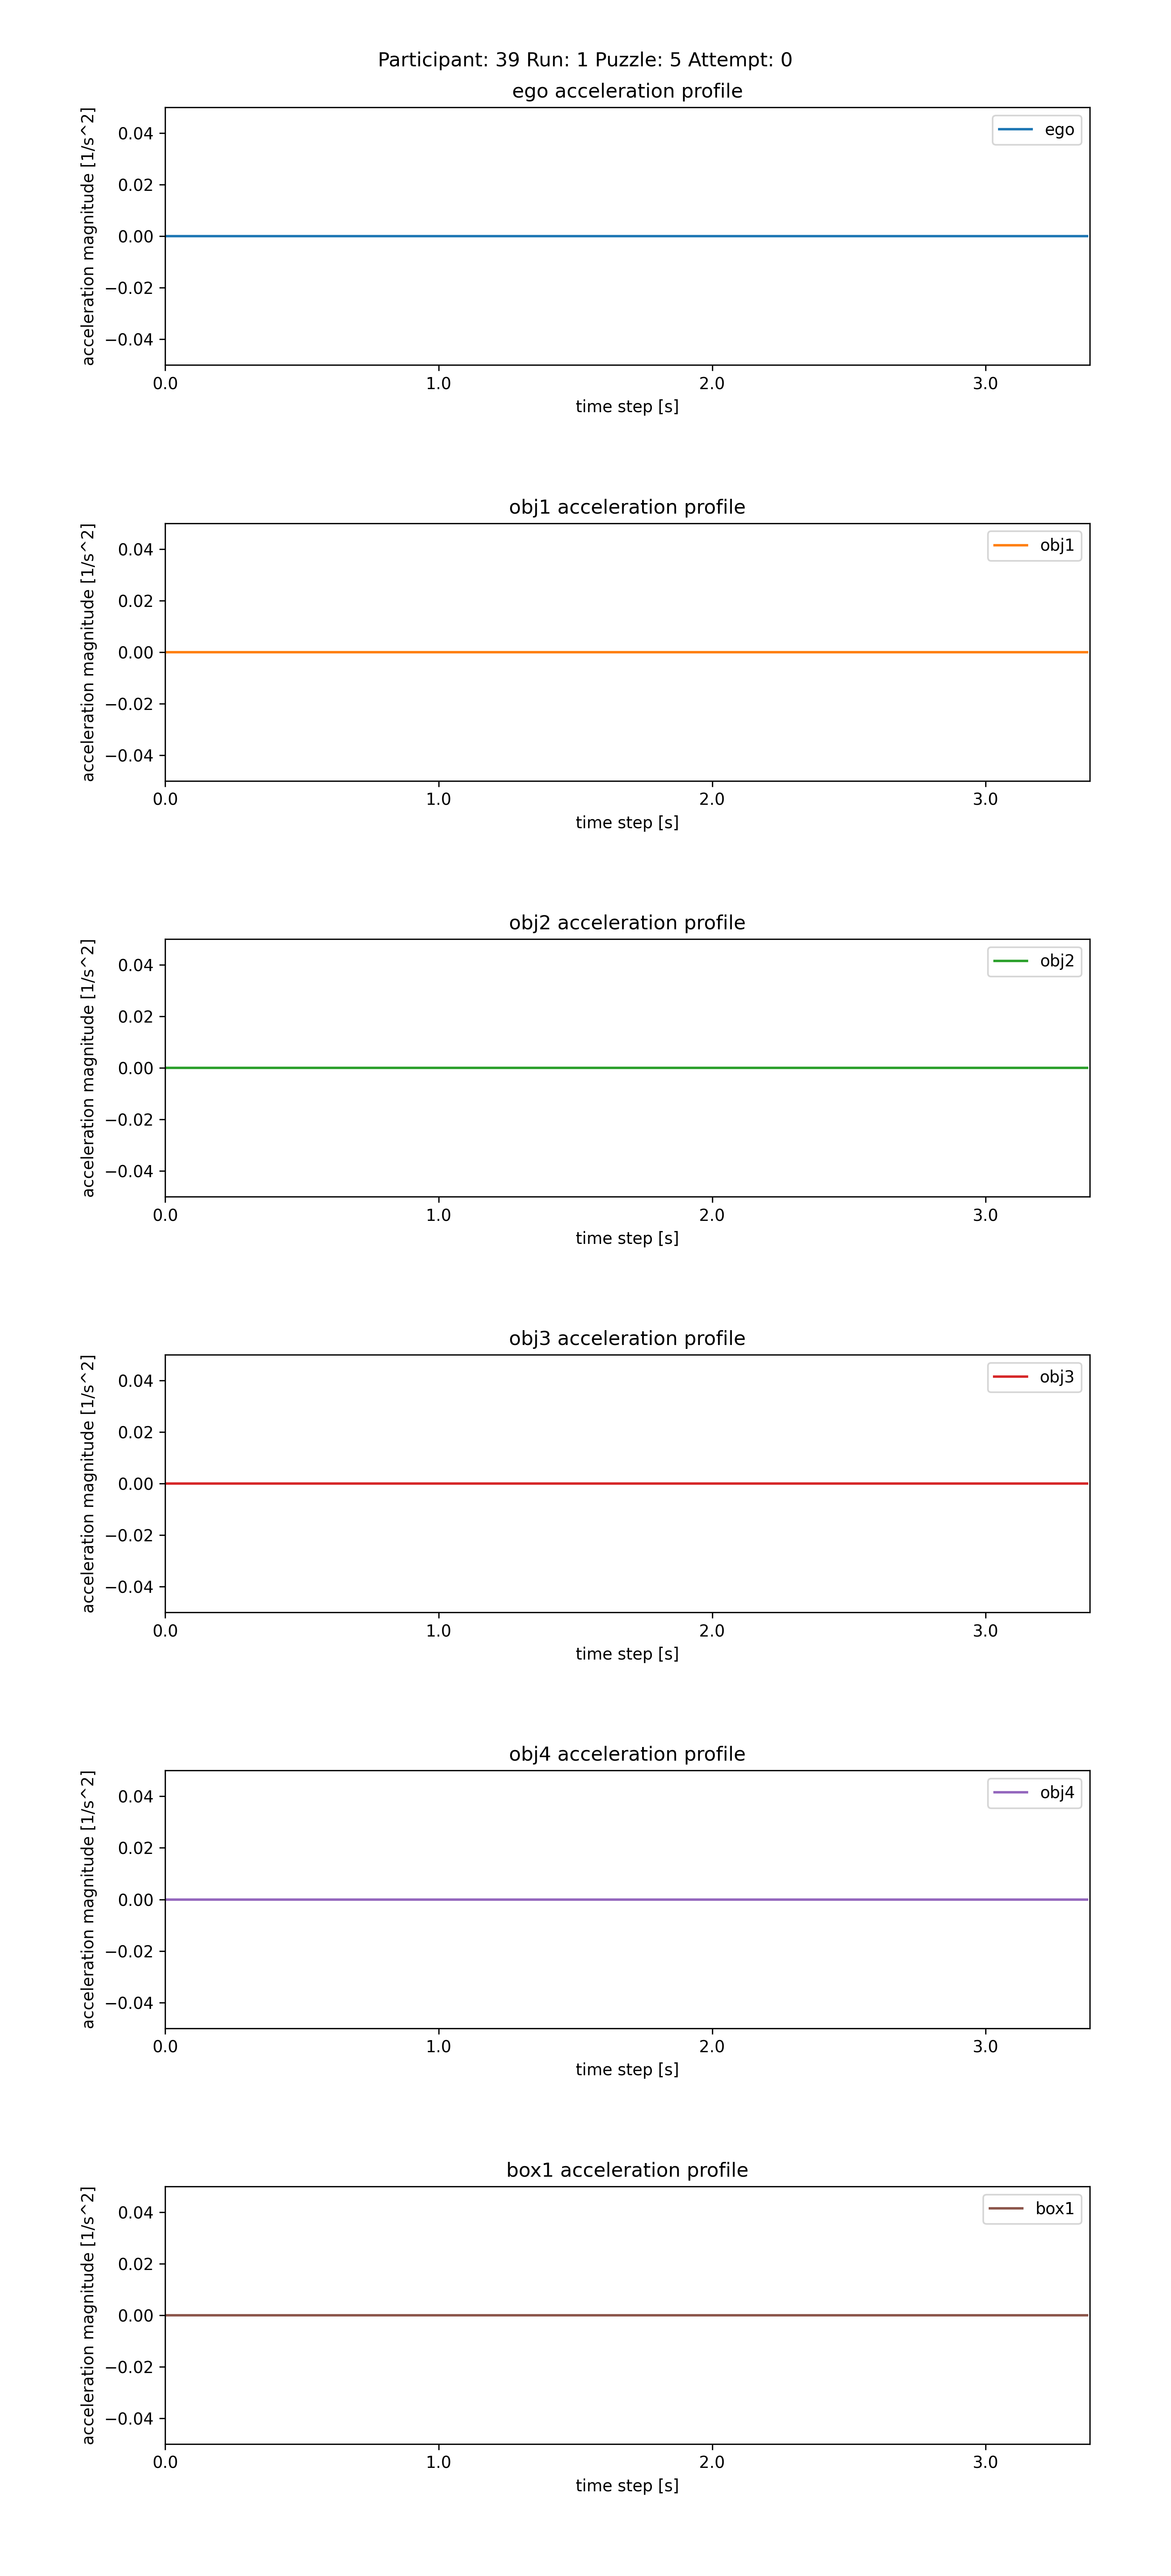 Participant: 39 Run: 1 Puzzle: 5 Attempt: 0
ego acceleration profile
acceleration magnitude [1/s^2]
0.04
0.02
0.00
−0.02
−0.04
ego
0.0 1.0 2.0 3.0
time step [s]
obj1 acceleration profile
acceleration magnitude [1/s^2]
0.04
0.02
0.00
−0.02
−0.04
obj1
0.0 1.0 2.0 3.0
time step [s]
obj2 acceleration profile
acceleration magnitude [1/s^2]
0.04
0.02
0.00
−0.02
−0.04
obj2
0.0 1.0 2.0 3.0
time step [s]
obj3 acceleration profile
acceleration magnitude [1/s^2]
0.04
0.02
0.00
−0.02
−0.04
obj3
0.0 1.0 2.0 3.0
time step [s]
obj4 acceleration profile
acceleration magnitude [1/s^2]
0.04
0.02
0.00
−0.02
−0.04
obj4
0.0 1.0 2.0 3.0
time step [s]
box1 acceleration profile
acceleration magnitude [1/s^2]
0.04
0.02
0.00
−0.02
−0.04
box1
0.0 1.0 2.0 3.0
time step [s]